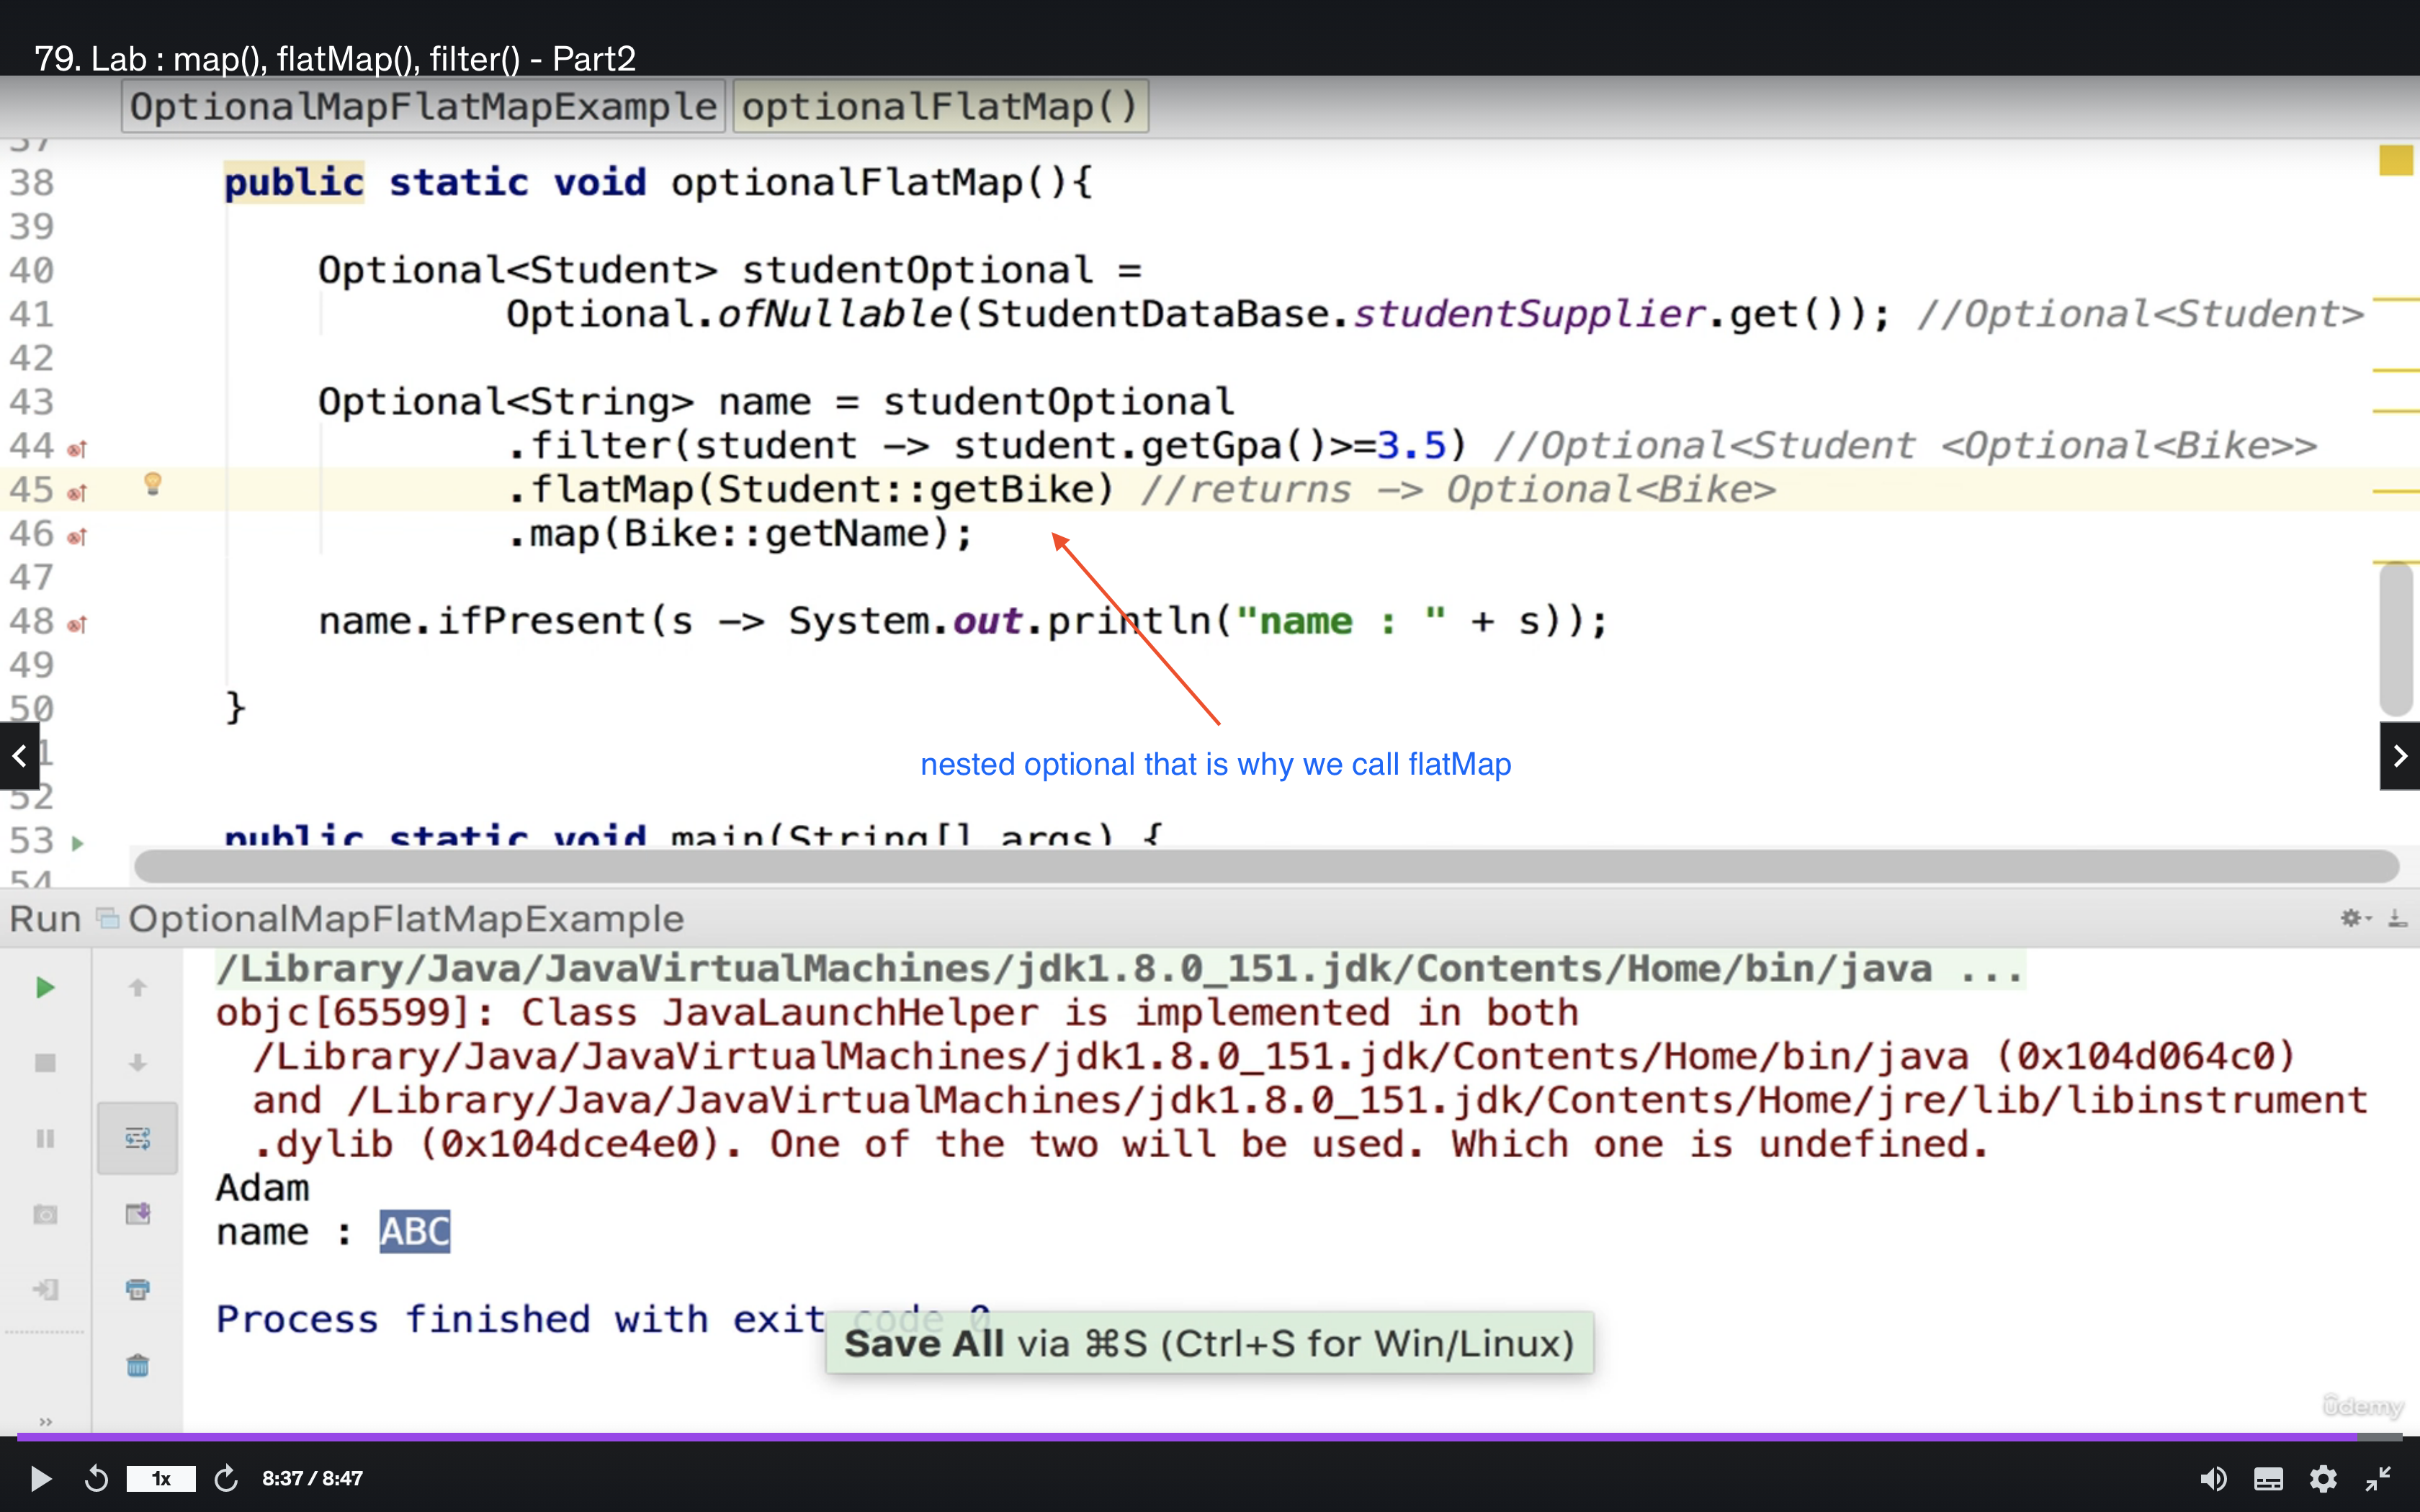 79. Lab : map(), flatMap(), filter() - Part2
OptionalMapFlatMapExample optionalFlatMap()
37
38 public static void optionalFlatMap(){
39
40 Optional<Student> studentOptional =
41 Optional.ofNullable(StudentDataBase.studentSupplier.get()); //Optional<Student>
42
43 Optional<String> name = studentOptional
44 .filter(student -> student.getGpa()>=3.5) //Optional<Student <Optional<Bike>>
45 .flatMap(Student::getBike) //returns -> Optional<Bike>
46 .map(Bike::getName);
47
48 name.ifPresent(s -> System.out.println("name : " + s));
49
50 }
1
nested optional that is why we call flatMap
52
53 public static void main(String[] args) {
54
Run OptionalMapFlatMapExample
/Library/Java/JavaVirtualMachines/jdk1.8.0_151.jdk/Contents/Home/bin/java ...
objc[65599]: Class JavaLaunchHelper is implemented in both
/Library/Java/JavaVirtualMachines/jdk1.8.0_151.jdk/Contents/Home/bin/java (0x104d064c0)
and /Library/Java/JavaVirtualMachines/jdk1.8.0_151.jdk/Contents/Home/jre/lib/libinstrument
.dylib (0x104dce4e0). One of the two will be used. Which one is undefined.
Adam
name : ABC
Process finished with exit code 0
Save All via ⌘S (Ctrl+S for Win/Linux)
ûdemy
1x 8:37 / 8:47